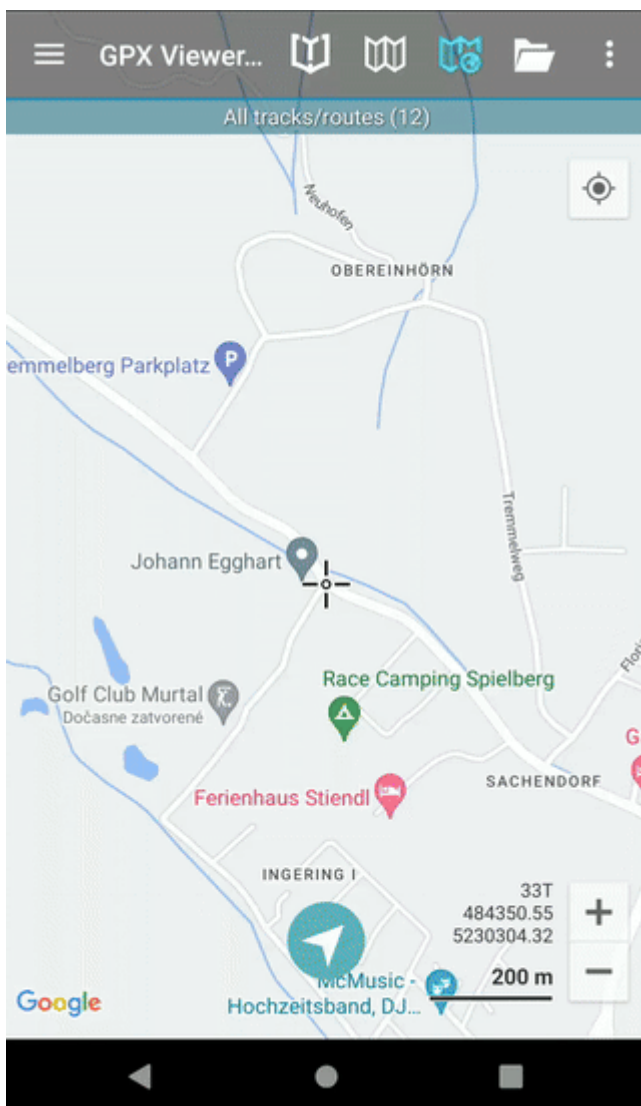 GPX Viewer...
All tracks/routes (12)
Neuhofen
OBEREINHÖRN
emmelberg Parkplatz
P
Tremmelweg
Johann Egghart
Flori
Race Camping Spielberg
Golf Club Murtal
Dočasne zatvorené
G
SACHENDORF
Ferienhaus Stiendl
INGERING I
33T
484350.55
5230304.32
+
200 m
−
McMusic -
Hochzeitsband, DJ...
Google